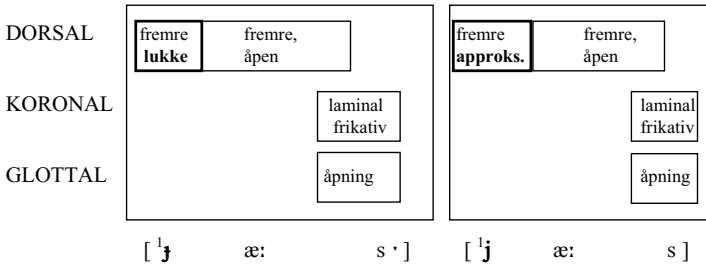 DORSAL fremre fremre, fremre fremre,
lukke åpen approks. åpen
KORONAL laminal laminal
frikativ frikativ
GLOTTAL åpning åpning
[ ¹ɟ æː sˑ] [ ¹j æː s ]